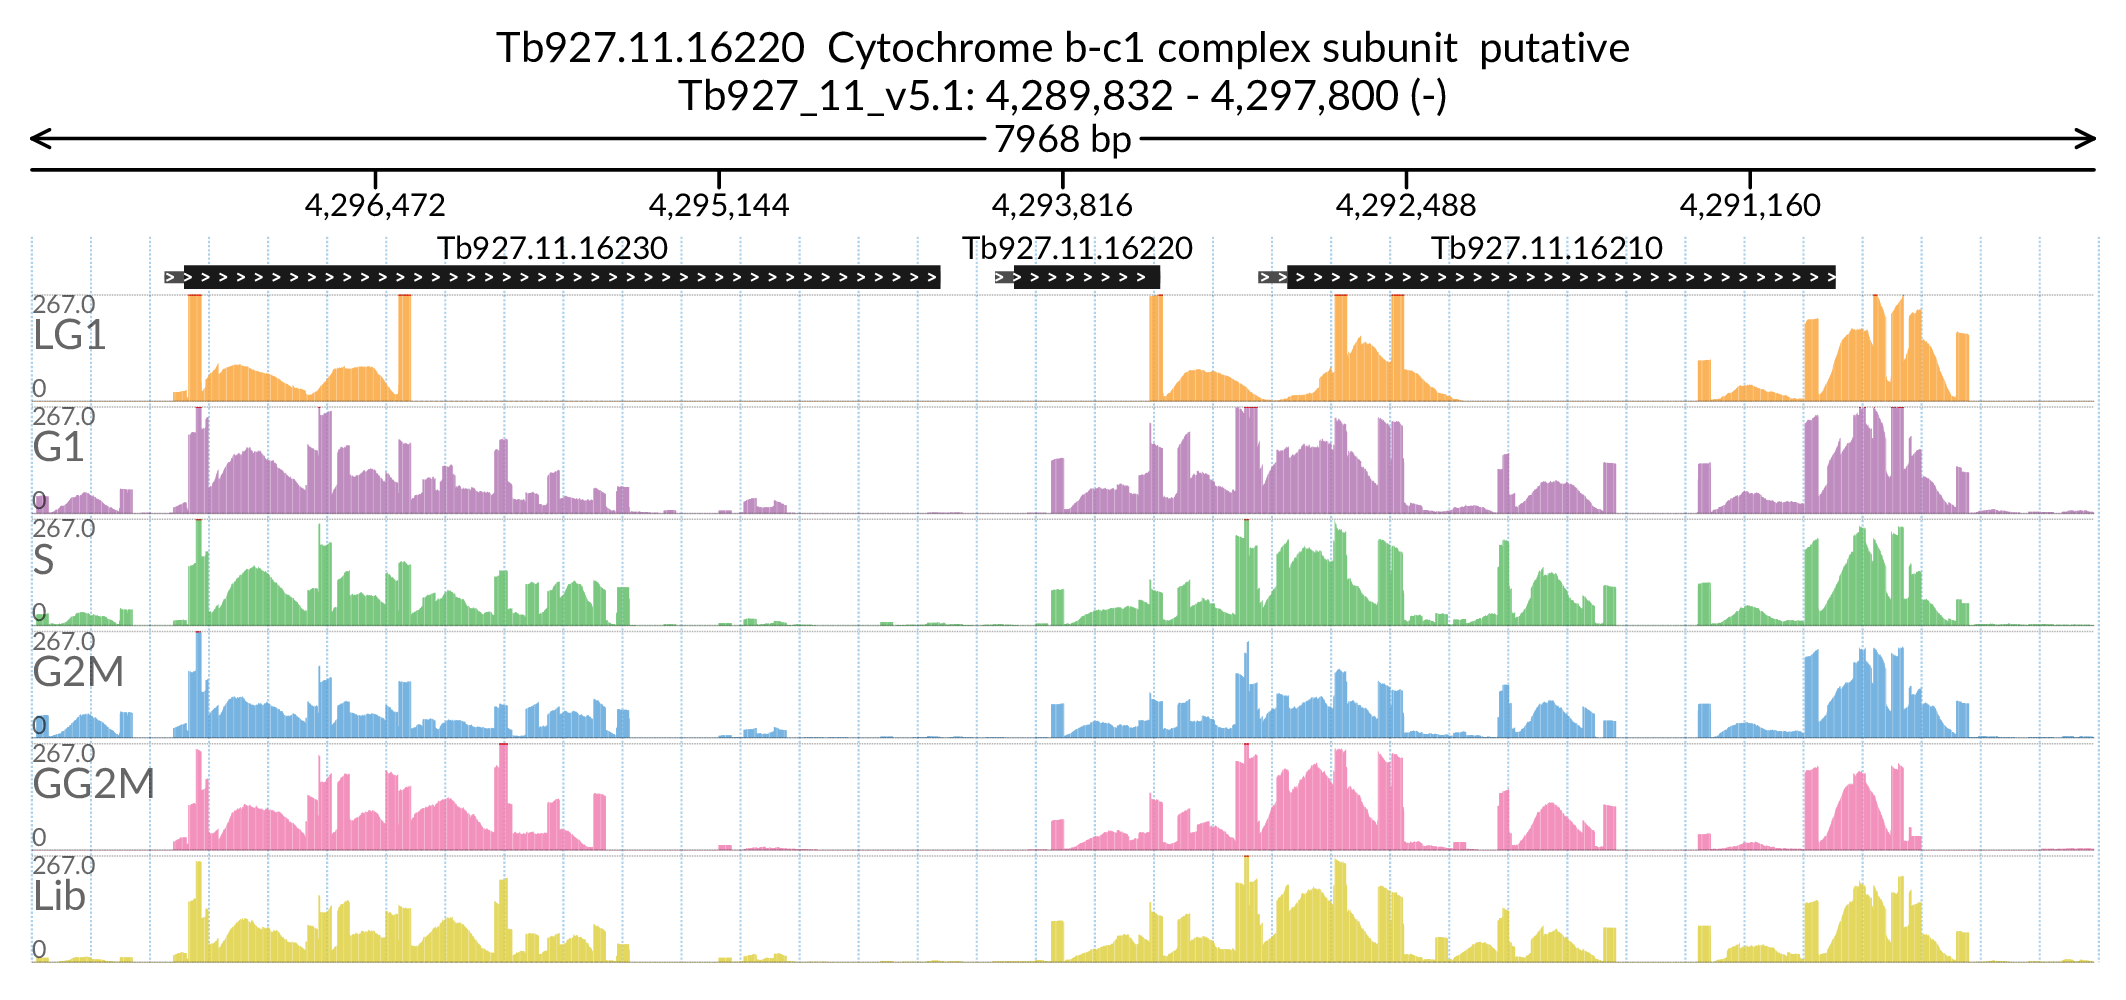 Tb927.11.16220  Cytochrome b-c1 complex subunit  putative
Tb927_11_v5.1: 4,289,832 - 4,297,800 (-)
7968 bp
4,296,472 4,295,144 4,293,816 4,292,488 4,291,160
Tb927.11.16230 Tb927.11.16220 Tb927.11.16210
267.0
LG1
0
267.0
G1
0
267.0
S
0
267.0
G2M
0
267.0
GG2M
0
267.0
Lib
0